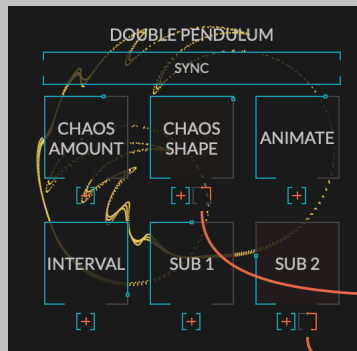 DOUBLE PENDULUM
SYNC
CHAOS
AMOUNT
CHAOS
SHAPE
ANIMATE
[+]
[+]
[+]
INTERVAL
SUB 1
SUB 2
[+]
[+]
[+]